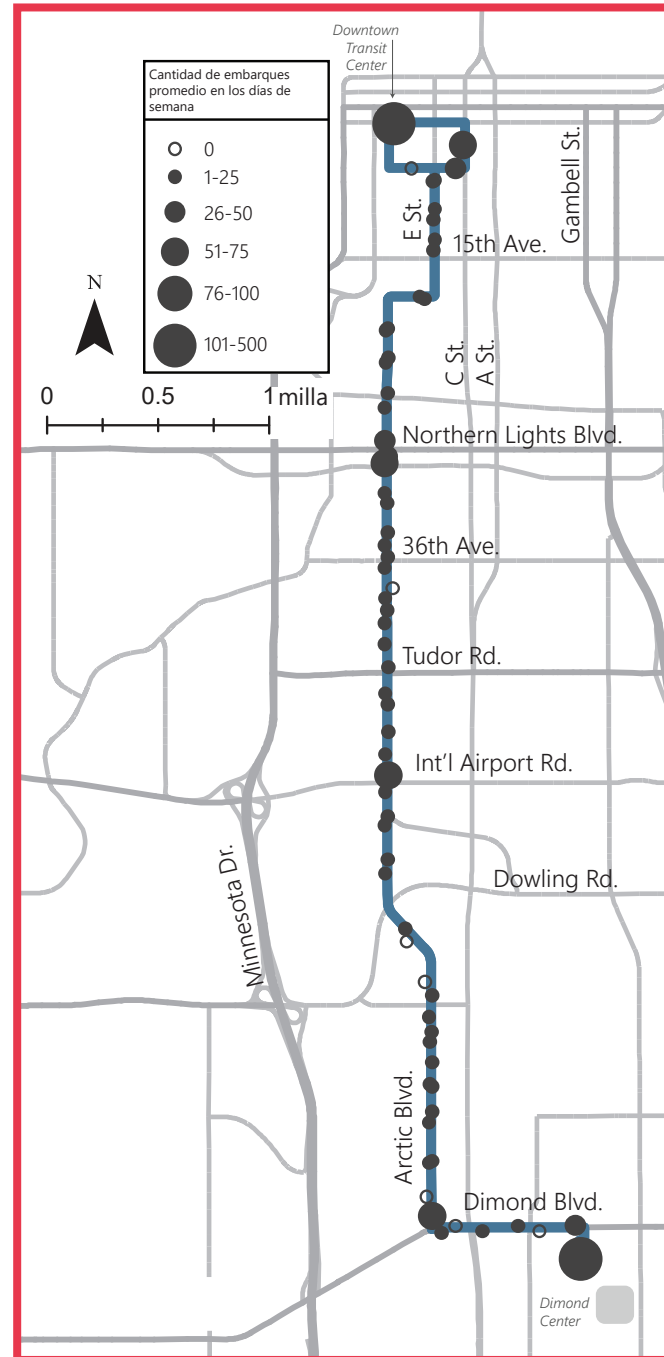 Downtown
Transit
Center
Cantidad de embarques
promedio en los días de
semana
0
1-25
26-50
51-75
76-100
101-500
E St.
Gambell St.
15th Ave.
N
C St.
A St.
0
0.5
1 milla
Northern Lights Blvd.
36th Ave.
Tudor Rd.
Int'l Airport Rd.
Minnesota Dr.
Dowling Rd.
Arctic Blvd.
Dimond Blvd.
Dimond
Center